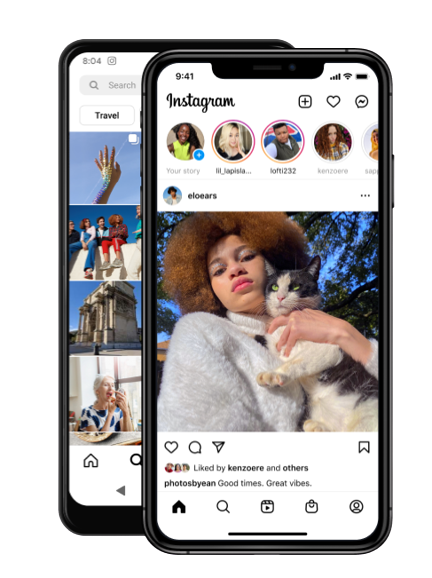 8:04
Search
Travel
9:41
Instagram
Your story
lil_lapisla...
lofti232
kenzoere
eloears
Liked by kenzoere and others
photosbyean Good times. Great vibes.